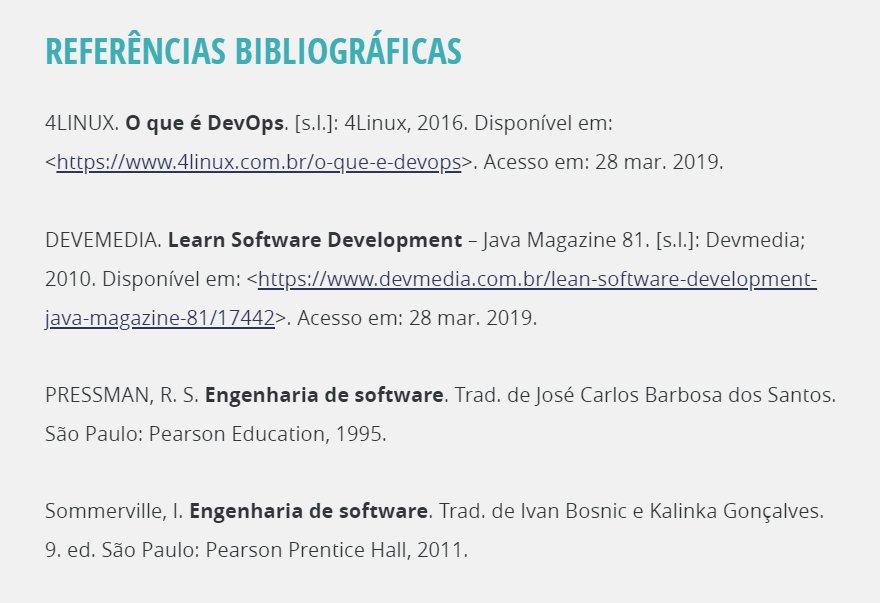 REFERÊNCIAS BIBLIOGRÁFICAS
4LINUX. O que é DevOps. [s.l.]: 4Linux, 2016. Disponível em:
<https://www.4linux.com.br/o-que-e-devops>. Acesso em: 28 mar. 2019.
DEVEMEDIA. Learn Software Development – Java Magazine 81. [s.l.]: Devmedia;
2010. Disponível em: <https://www.devmedia.com.br/lean-software-development-
java-magazine-81/17442>. Acesso em: 28 mar. 2019.
PRESSMAN, R. S. Engenharia de software. Trad. de José Carlos Barbosa dos Santos.
São Paulo: Pearson Education, 1995.
Sommerville, I. Engenharia de software. Trad. de Ivan Bosnic e Kalinka Gonçalves.
9. ed. São Paulo: Pearson Prentice Hall, 2011.